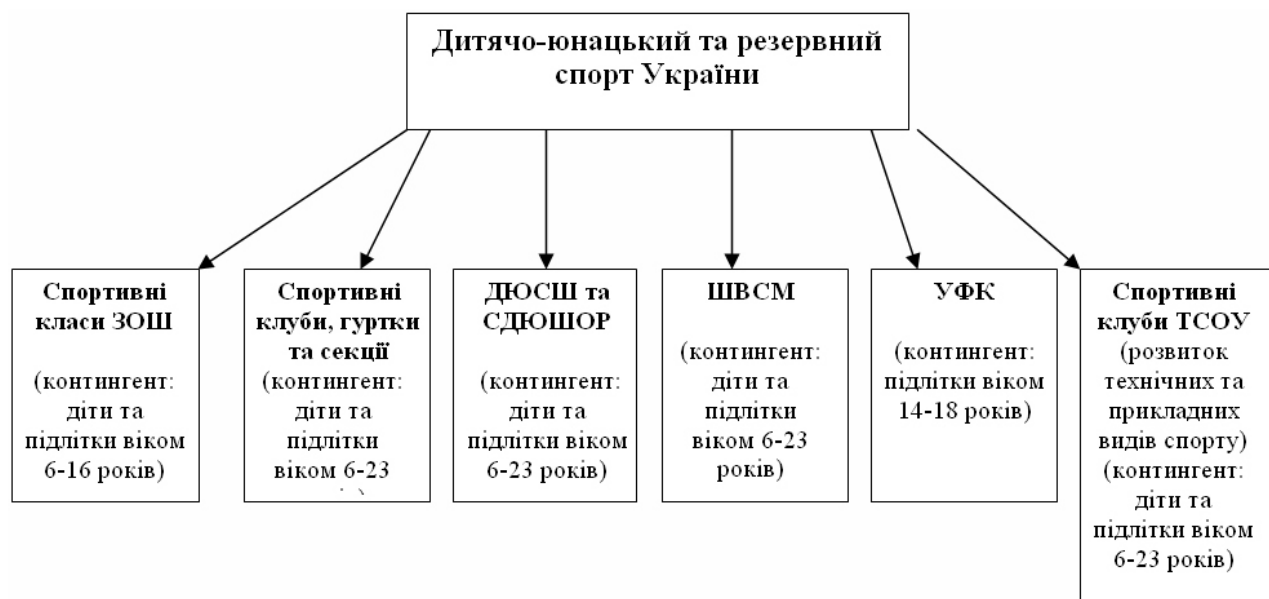 Дитячо-юнацький та резервний
спорт України
Спортивні
класи ЗОШ
(контингент:
діти та
підлітки віком
6-16 років)
Спортивні
клуби, гуртки
та секції
(контингент:
діти та
підлітки
віком 6-23
ДЮСШ та
СДЮШОР
(контингент:
діти та
підлітки віком
6-23 років)
ШВСМ
(контингент:
діти та
підлітки
віком 6-23
років)
УФК
(контингент:
підлітки віком
14-18 років)
Спортивні
клуби ТСОУ
(розвиток
технічних та
прикладних
видів спорту)
(контингент:
діти та
підлітки віком
6-23 років)